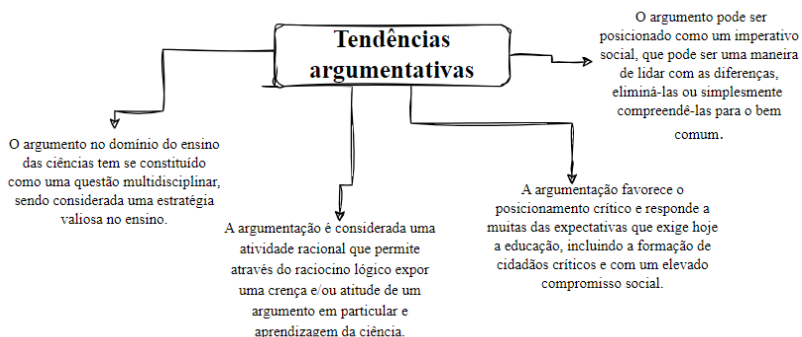 Tendências
argumentativas
O argumento pode ser
posicionado como um imperativo
social, que pode ser uma maneira
de lidar com as diferenças,
eliminá-las ou simplesmente
compreendê-las para o bem
comum.
O argumento no domínio do ensino
das ciências tem se constituído
como uma questão multidisciplinar,
sendo considerada uma estratégia
valiosa no ensino.
A argumentação é considerada uma
atividade racional que permite
através do raciocino lógico expor
uma crença e/ou atitude de um
argumento em particular e
aprendizagem da ciência.
A argumentação favorece o
posicionamento crítico e responde a
muitas das expectativas que exige hoje
a educação, incluindo a formação de
cidadãos críticos e com um elevado
compromisso social.